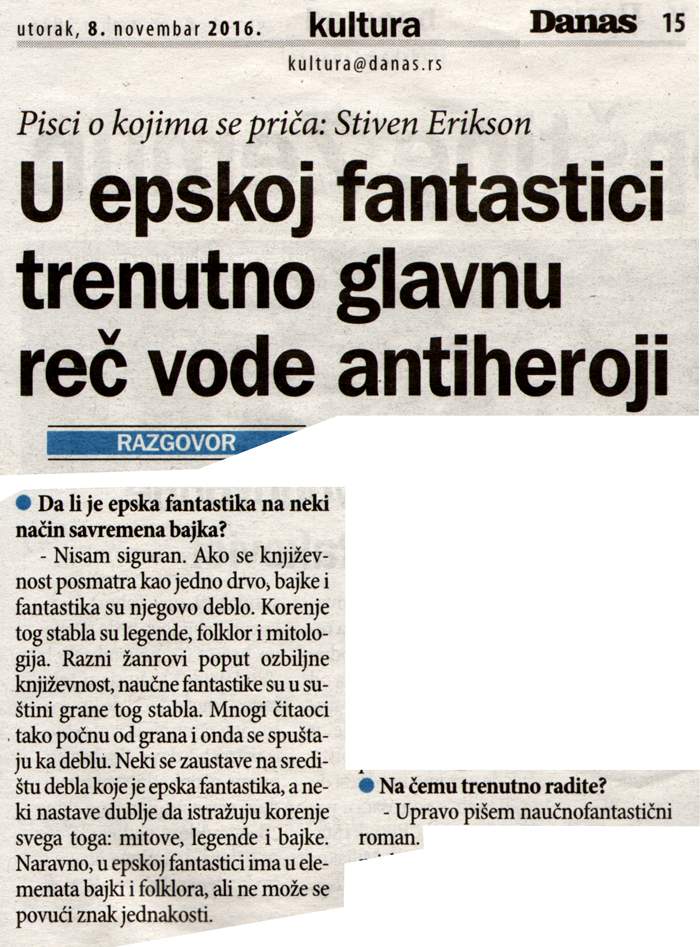 utorak, 8. novembar 2016. kultura Danas 15
kultura@danas.rs
Pisci o kojima se priča: Stiven Erikson
U epskoj fantastici
trenutno glavnu
reč vode antiheroji
RAZGOVOR
● Da li je epska fantastika na neki
način savremena bajka?
- Nisam siguran. Ako se književ-
nost posmatra kao jedno drvo, bajke i
fantastika su njegovo deblo. Korenje
tog stabla su legende, folklor i mitolo-
gija. Razni žanrovi poput ozbiljne
književnost, naučne fantastike su u su-
štini grane tog stabla. Mnogi čitaoci
tako počnu od grana i onda se spušta-
ju ka deblu. Neki se zaustave na sredi-
štu debla koje je epska fantastika, a ne-
ki nastave dublje da istražuju korenje
svega toga: mitove, legende i bajke.
Naravno, u epskoj fantastici ima u ele-
menata bajki i folklora, ali ne može se
povući znak jednakosti.
● Na čemu trenutno radite?
- Upravo pišem naučnofantastični
roman.